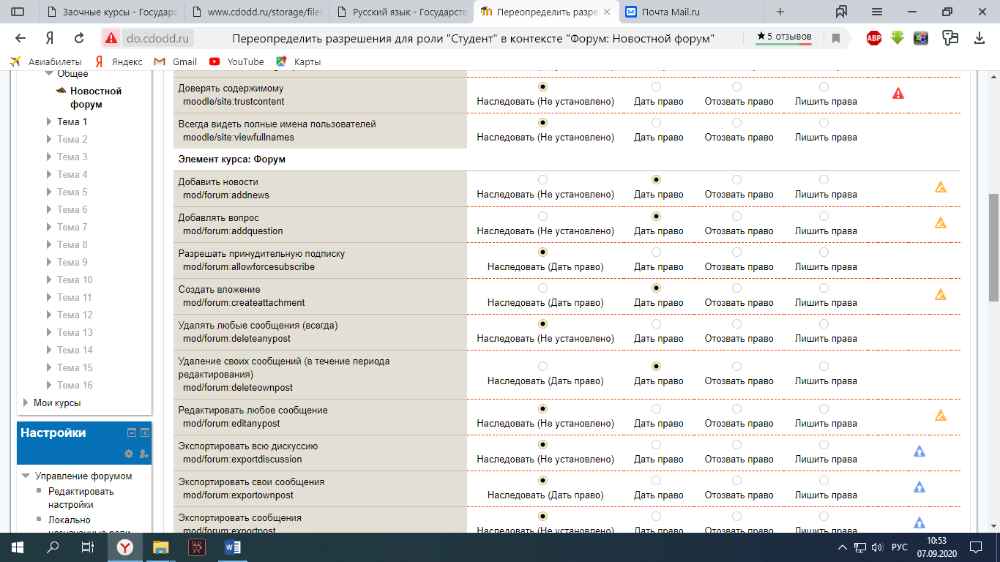 Заочные курсы - Государс
www.cdodd.ru/storage/files
Русский язык - Государств
Переопределить разреш
Почта Mail.ru
do.cdodd.ru
Переопределить разрешения для роли "Студент" в контексте "Форум: Новостной форум"
★5 отзывов
ABP
Авиабилеты
Яндекс
Gmail
YouTube
Карты
Общее
Новостной
форум
Тема 1
Тема 2
Тема 3
Тема 4
Тема 5
Тема 6
Тема 7
Тема 8
Тема 9
Тема 10
Тема 11
Тема 12
Тема 13
Тема 14
Тема 15
Тема 16
Мои курсы
Настройки
Управление форумом
Редактировать
настройки
Локально
назначенные роли
Доверять содержимому
moodle/site:trustcontent
Наследовать (Не установлено) Дать право Отозвать право Лишить права
Всегда видеть полные имена пользователей
moodle/site:viewfullnames
Наследовать (Не установлено) Дать право Отозвать право Лишить права
Элемент курса: Форум
Добавить новости
mod/forum:addnews
Наследовать (Не установлено) Дать право Отозвать право Лишить права
Добавлять вопрос
mod/forum:addquestion
Наследовать (Не установлено) Дать право Отозвать право Лишить права
Разрешать принудительную подписку
mod/forum:allowforcesubscribe
Наследовать (Дать право) Дать право Отозвать право Лишить права
Создать вложение
mod/forum:createattachment
Наследовать (Дать право) Дать право Отозвать право Лишить права
Удалять любые сообщения (всегда)
mod/forum:deleteanypost
Наследовать (Не установлено) Дать право Отозвать право Лишить права
Удаление своих сообщений (в течение периода
редактирования)
mod/forum:deleteownpost
Наследовать (Дать право) Дать право Отозвать право Лишить права
Редактировать любое сообщение
mod/forum:editanypost
Наследовать (Не установлено) Дать право Отозвать право Лишить права
Экспортировать всю дискуссию
mod/forum:exportdiscussion
Наследовать (Не установлено) Дать право Отозвать право Лишить права
Экспортировать свои сообщения
mod/forum:exportownpost
Наследовать (Дать право) Дать право Отозвать право Лишить права
Экспортировать сообщения
mod/forum:exportpost
Наследовать (Не установлено) Дать право Отозвать право Лишить права
РУС
10:53
07.09.2020